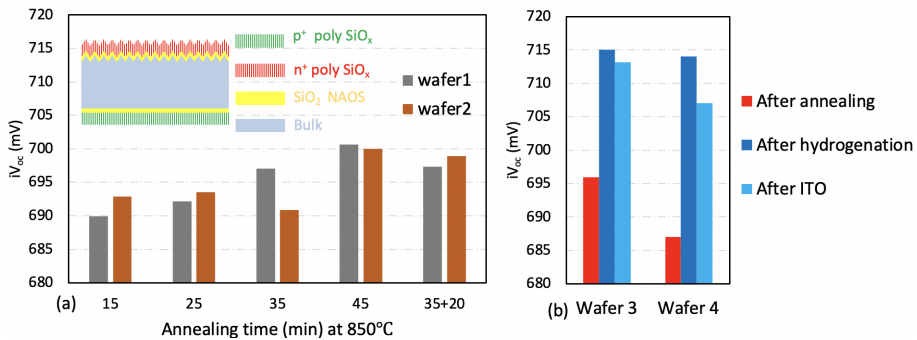 720
715
710
705
700
695
690
685
680
iVoc (mV)
p⁺ poly SiOₓ
n⁺ poly SiOₓ
SiO₂ NAOS
Bulk
wafer1
wafer2
(a)
15 25 35 45 35+20
Annealing time (min) at 850℃
720
715
710
705
700
695
690
685
680
iVoc (mV)
After annealing
After hydrogenation
After ITO
(b)
Wafer 3 Wafer 4